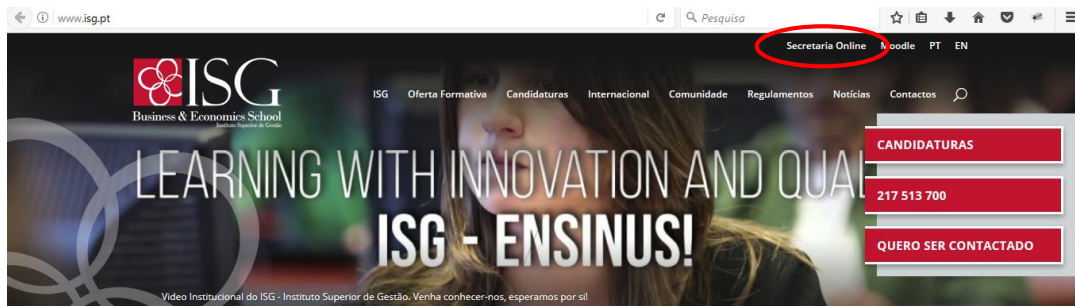 www.isg.pt
Pesquisa
Secretaria Online Moodle PT EN
ISG
Business & Economics School
Instituto Superior de Gestão
ISG Oferta Formativa Candidaturas Internacional Comunidade Regulamentos Notícias Contactos
CANDIDATURAS
LEARNING WITH INNOVATION AND QUAL
217 513 700
ISG - ENSINUS!
QUERO SER CONTACTADO
Video Institucional do ISG - Instituto Superior de Gestão. Venha conhecer-nos, esperamos por si!